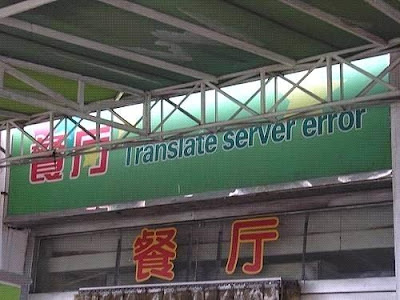 餐厅 Translate server error
餐厅